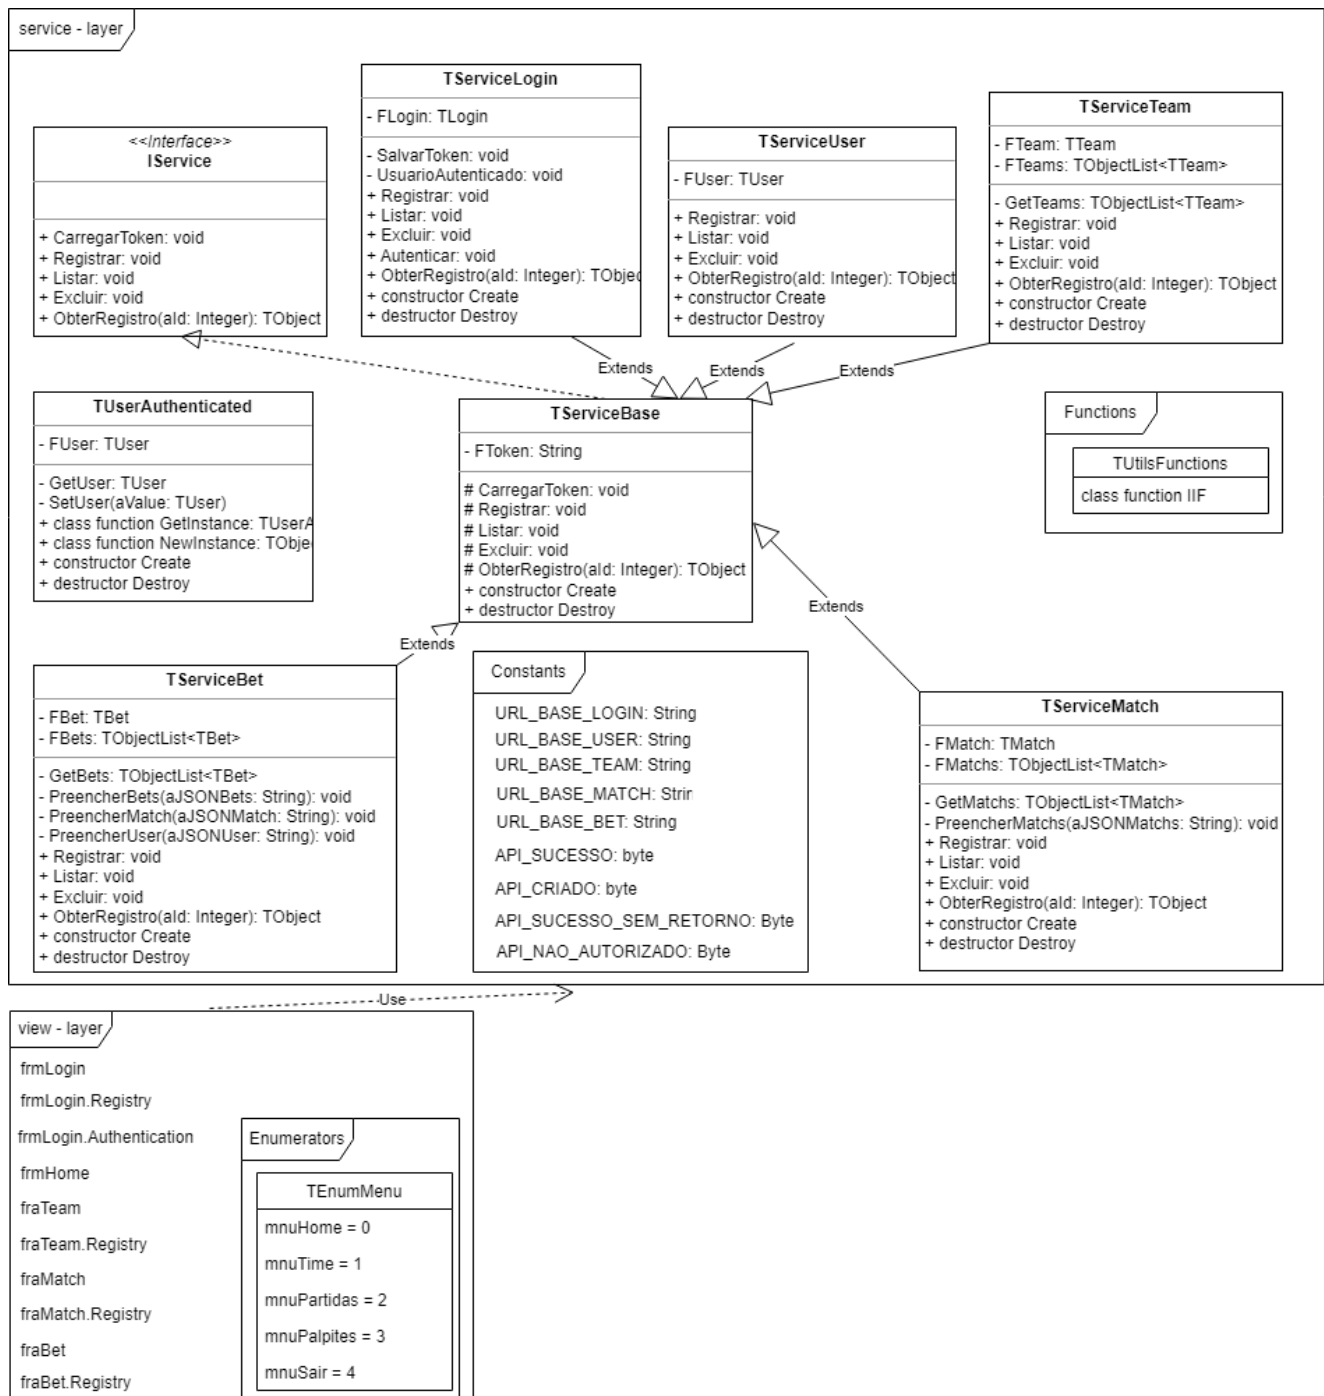 service - layer
<<Interface>>
IService
+ CarregarToken: void
+ Registrar: void
+ Listar: void
+ Excluir: void
+ ObterRegistro(aId: Integer): TObject
TServiceLogin
- FLogin: TLogin
- SalvarToken: void
- UsuarioAutenticado: void
+ Registrar: void
+ Listar: void
+ Excluir: void
+ Autenticar: void
+ ObterRegistro(aId: Integer): TObjec
+ constructor Create
+ destructor Destroy
TServiceUser
- FUser: TUser
+ Registrar: void
+ Listar: void
+ Excluir: void
+ ObterRegistro(aId: Integer): TObject
+ constructor Create
+ destructor Destroy
TServiceTeam
- FTeam: TTeam
- FTeams: TObjectList<TTeam>
- GetTeams: TObjectList<TTeam>
+ Registrar: void
+ Listar: void
+ Excluir: void
+ ObterRegistro(aId: Integer): TObject
+ constructor Create
+ destructor Destroy
Extends
Extends
Extends
TUserAuthenticated
- FUser: TUser
- GetUser: TUser
- SetUser(aValue: TUser)
+ class function GetInstance: TUserA
+ class function NewInstance: TObje
+ constructor Create
+ destructor Destroy
TServiceBase
- FToken: String
# CarregarToken: void
# Registrar: void
# Listar: void
# Excluir: void
# ObterRegistro(aId: Integer): TObject
+ constructor Create
+ destructor Destroy
Functions
TUtilsFunctions
class function IIF
Extends
Extends
TServiceBet
- FBet: TBet
- FBets: TObjectList<TBet>
- GetBets: TObjectList<TBet>
- PreencherBets(aJSONBets: String): void
- PreencherMatch(aJSONMatch: String): void
- PreencherUser(aJSONUser: String): void
+ Registrar: void
+ Listar: void
+ Excluir: void
+ ObterRegistro(aId: Integer): TObject
+ constructor Create
+ destructor Destroy
Constants
URL_BASE_LOGIN: String
URL_BASE_USER: String
URL_BASE_TEAM: String
URL_BASE_MATCH: Strin
URL_BASE_BET: String
API_SUCESSO: byte
API_CRIADO: byte
API_SUCESSO_SEM_RETORNO: Byte
API_NAO_AUTORIZADO: Byte
TServiceMatch
- FMatch: TMatch
- FMatchs: TObjectList<TMatch>
- GetMatchs: TObjectList<TMatch>
- PreencherMatchs(aJSONMatchs: String): void
+ Registrar: void
+ Listar: void
+ Excluir: void
+ ObterRegistro(aId: Integer): TObject
+ constructor Create
+ destructor Destroy
Use
view - layer
frmLogin
frmLogin.Registry
frmLogin.Authentication
frmHome
fraTeam
fraTeam.Registry
fraMatch
fraMatch.Registry
fraBet
fraBet.Registry
Enumerators
TEnumMenu
mnuHome = 0
mnuTime = 1
mnuPartidas = 2
mnuPalpites = 3
mnuSair = 4